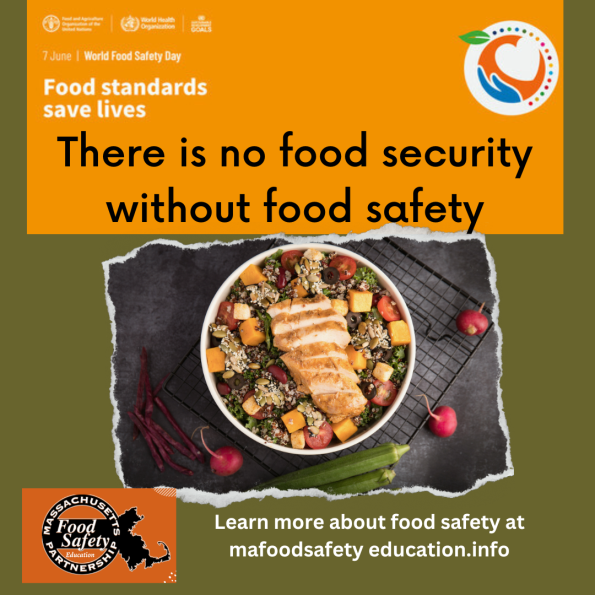 Food and Agriculture
Organization of the
United Nations
World Health
Organization
SUSTAINABLE
DEVELOPMENT
GOALS
7 June | World Food Safety Day
Food standards
save lives
There is no food security
without food safety
MASSACHUSETTS
Food
Safety
Education
PARTNERSHIP
Learn more about food safety at
mafoodsafety education.info